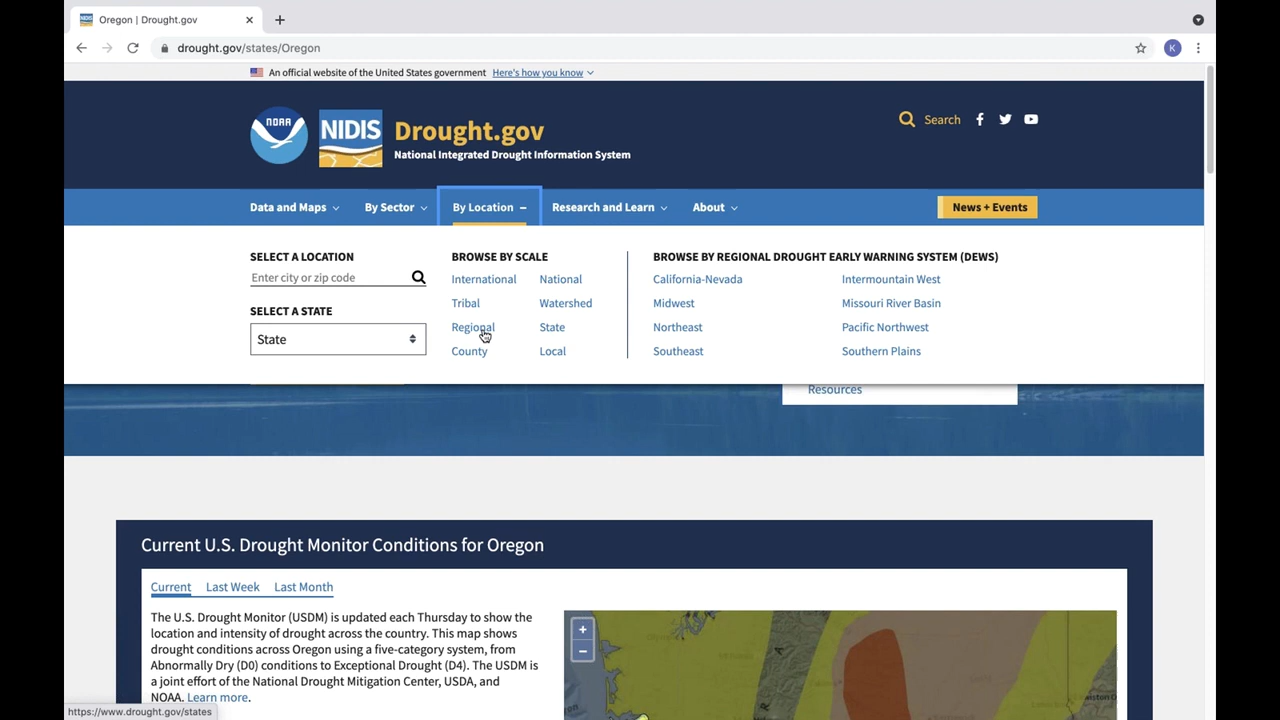 Oregon | Drought.gov
drought.gov/states/Oregon
K
An official website of the United States government Here's how you know
NOAA
NIDIS
Drought.gov
National Integrated Drought Information System
Search
Data and Maps
By Sector
By Location
Research and Learn
About
News + Events
SELECT A LOCATION
Enter city or zip code
SELECT A STATE
State
BROWSE BY SCALE
International
National
Tribal
Watershed
Regional
State
County
Local
BROWSE BY REGIONAL DROUGHT EARLY WARNING SYSTEM (DEWS)
California-Nevada
Intermountain West
Midwest
Missouri River Basin
Northeast
Pacific Northwest
Southeast
Southern Plains
Resources
Current U.S. Drought Monitor Conditions for Oregon
Current
Last Week
Last Month
The U.S. Drought Monitor (USDM) is updated each Thursday to show the
location and intensity of drought across the country. This map shows
drought conditions across Oregon using a five-category system, from
Abnormally Dry (D0) conditions to Exceptional Drought (D4). The USDM is
a joint effort of the National Drought Mitigation Center, USDA, and
NOAA. Learn more.
+
−
https://www.drought.gov/states